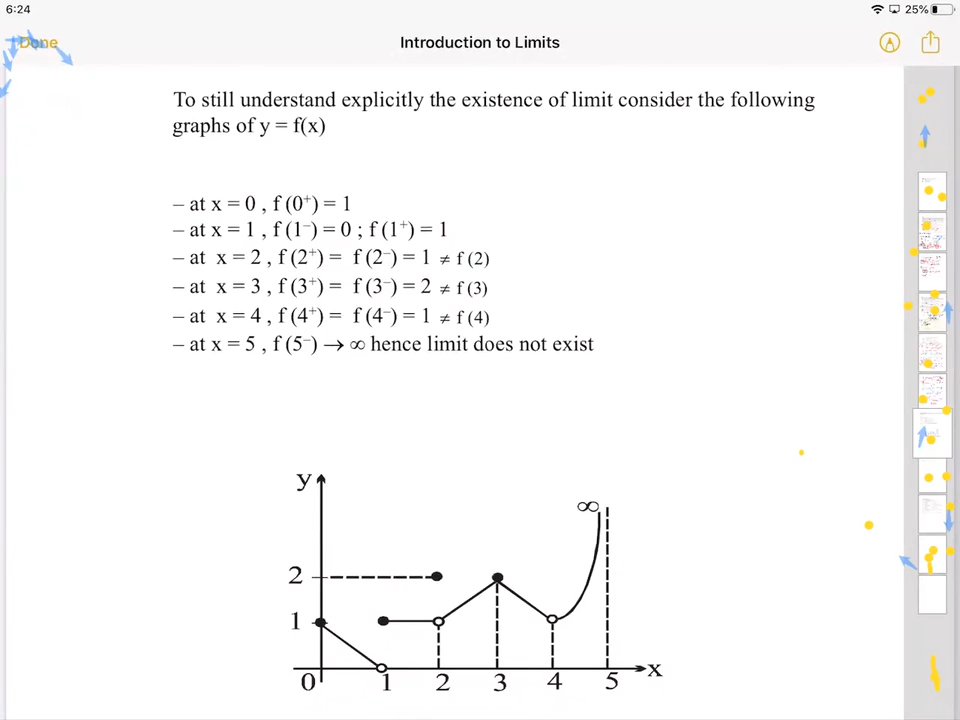 6:24
25%
Done
Introduction to Limits
To still understand explicitly the existence of limit consider the following
graphs of y = f(x)
– at x = 0 , f (0⁺) = 1
– at x = 1 , f (1⁻) = 0 ; f (1⁺) = 1
– at x = 2 , f (2⁺) = f (2⁻) = 1 ≠ f (2)
– at x = 3 , f (3⁺) = f (3⁻) = 2 ≠ f (3)
– at x = 4 , f (4⁺) = f (4⁻) = 1 ≠ f (4)
– at x = 5 , f (5⁻) → ∞ hence limit does not exist
y
∞
2
1
x
0 1 2 3 4 5